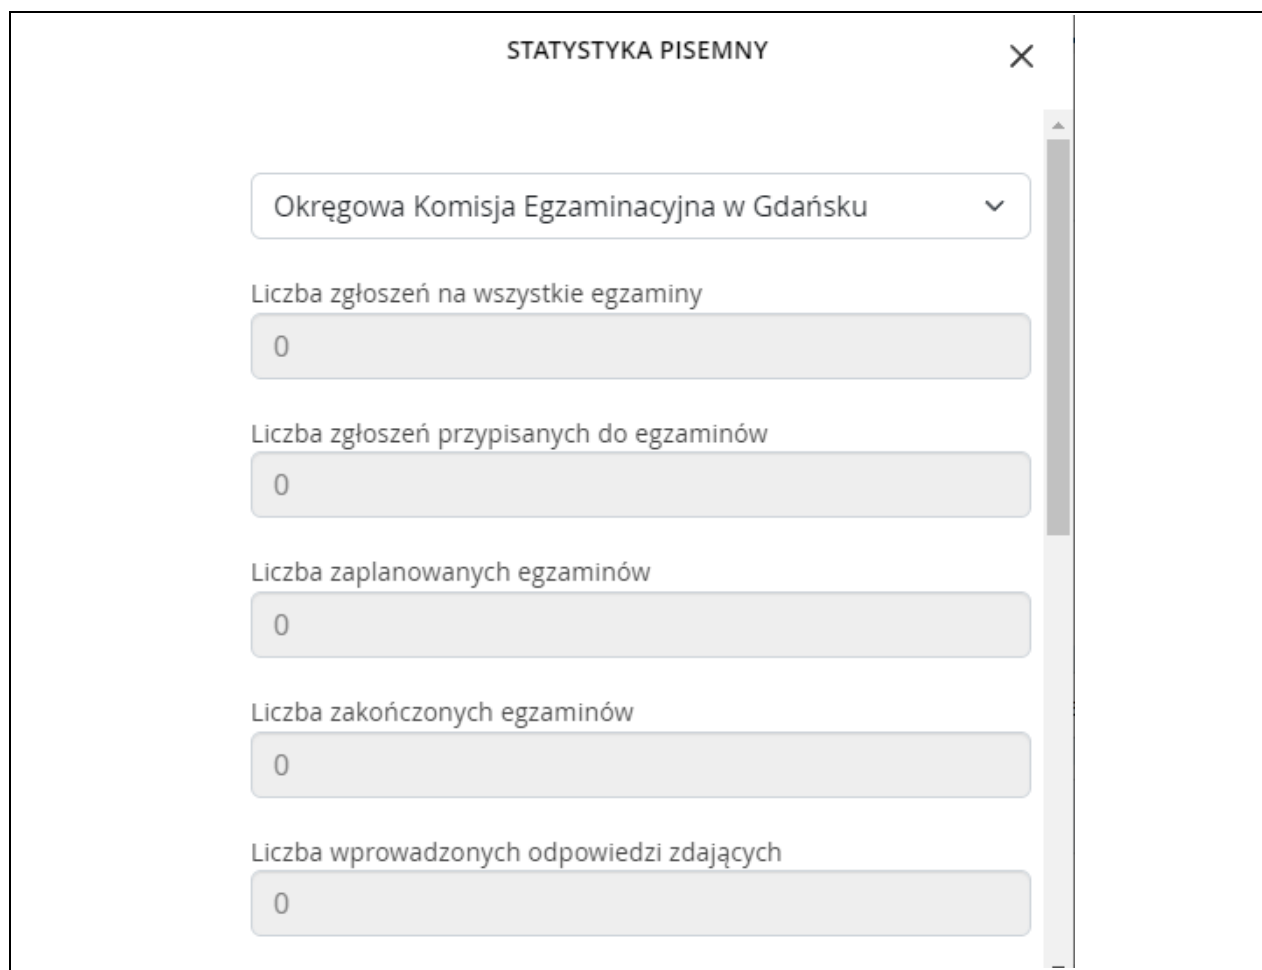 STATYSTYKA PISEMNY
Okręgowa Komisja Egzaminacyjna w Gdańsku
Liczba zgłoszeń na wszystkie egzaminy
0
Liczba zgłoszeń przypisanych do egzaminów
0
Liczba zaplanowanych egzaminów
0
Liczba zakończonych egzaminów
0
Liczba wprowadzonych odpowiedzi zdających
0